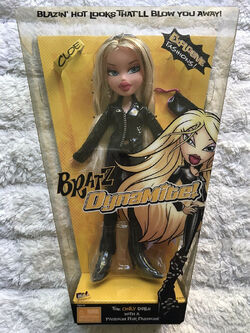 BLAZIN' HOT LOOKS THAT'LL BLOW YOU AWAY!
CLOE
EXPLOSIVE
FASHIONS!
BRATZ
DynaMite!
THE ONLY GIRLS
WITH A
PASSION FOR FASHION!